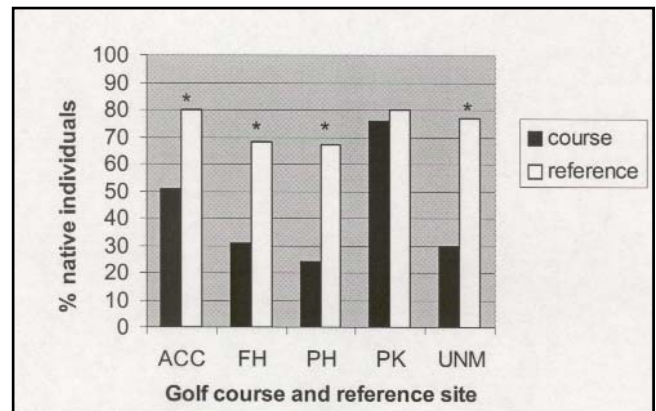 % native individuals
100
90
80
70
60
50
40
30
20
10
0
* * * *
ACC FH PH PK UNM
Golf course and reference site
course
reference